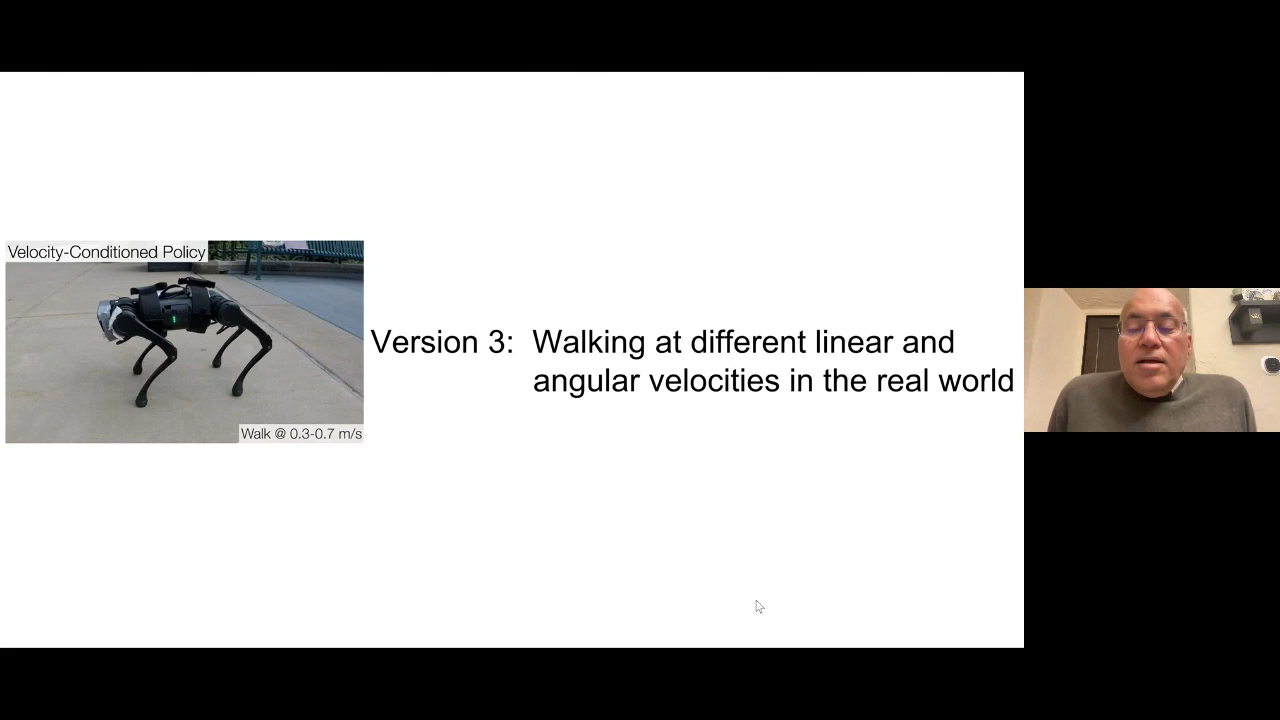 Velocity-Conditioned Policy
Walk @ 0.3-0.7 m/s
Version 3: Walking at different linear and
angular velocities in the real world